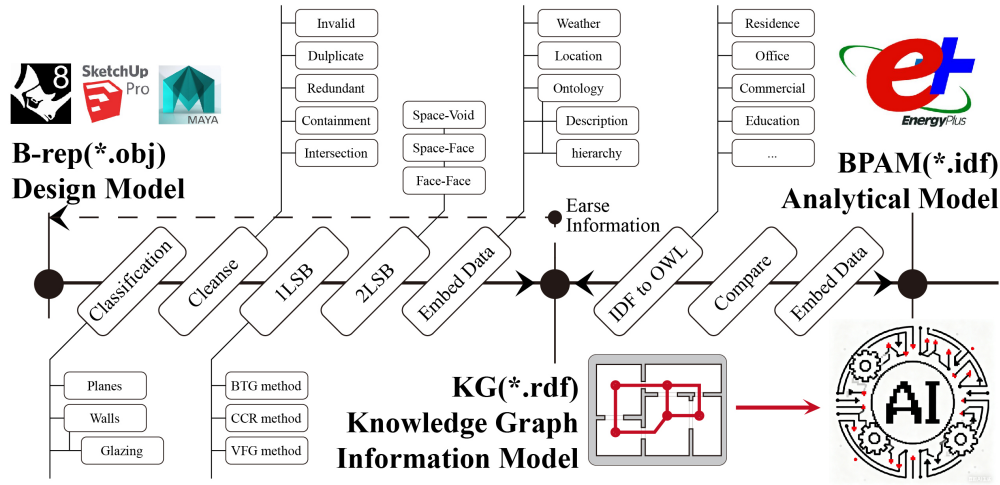 Invalid
Dulplicate
Redundant
Containment
Intersection
Space-Void
Space-Face
Face-Face
Weather
Location
Ontology
Description
hierarchy
Residence
Office
Commercial
Education
...
8
SketchUp
Pro
MAYA
e+
EnergyPlus
B-rep(*.obj)
Design Model
BPAM(*.idf)
Analytical Model
Earse
Information
Classification
Cleanse
1LSB
2LSB
Embed Data
IDF to OWL
Compare
Embed Data
Planes
Walls
Glazing
BTG method
CCR method
VFG method
KG(*.rdf)
Knowledge Graph
Information Model
AI